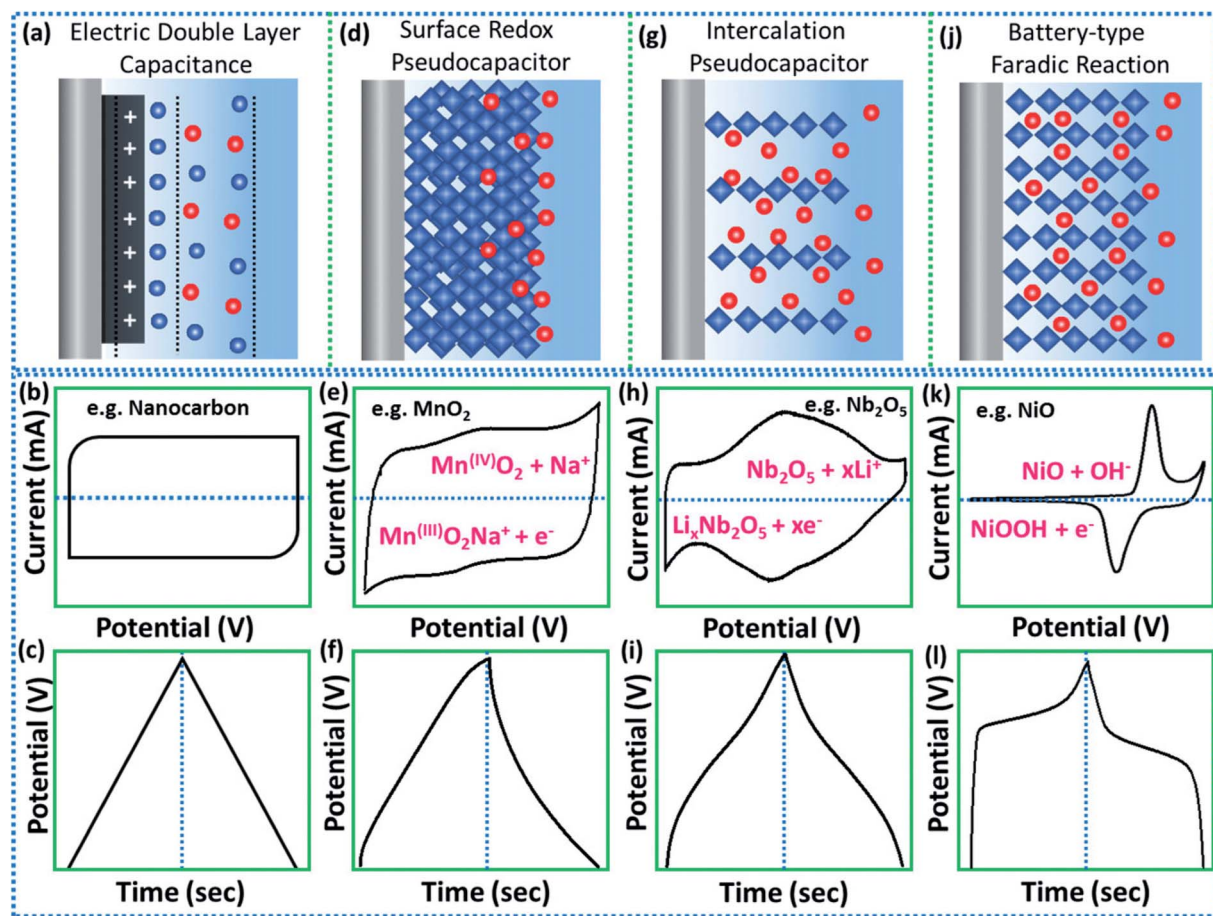 (a) Electric Double Layer
Capacitance
+
+
+
+
+
+
+
(d) Surface Redox
Pseudocapacitor
(g) Intercalation
Pseudocapacitor
(j) Battery-type
Faradic Reaction
(b)
e.g. Nanocarbon
Current (mA)
Potential (V)
(e)
e.g. MnO₂
Mn⁽ᴵⱽ⁾O₂ + Na⁺
Mn⁽ᴵᴵᴵ⁾O₂Na⁺ + e⁻
Current (mA)
Potential (V)
(h)
e.g. Nb₂O₅
Nb₂O₅ + xLi⁺
LiₓNb₂O₅ + xe⁻
Current (mA)
Potential (V)
(k)
e.g. NiO
NiO + OH⁻
NiOOH + e⁻
Current (mA)
Potential (V)
(c)
Potential (V)
Time (sec)
(f)
Potential (V)
Time (sec)
(i)
Potential (V)
Time (sec)
(l)
Potential (V)
Time (sec)